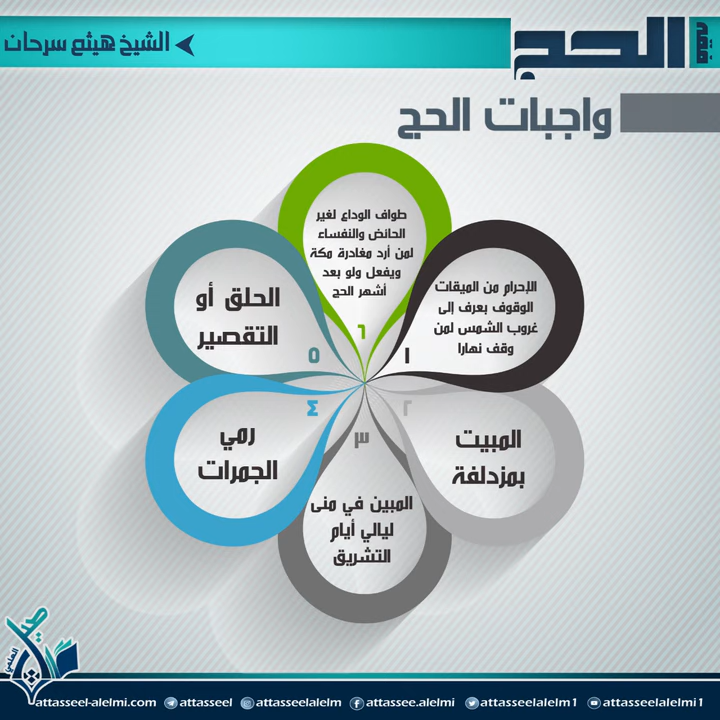 الحج
الشيخ هيثم سرحان
واجبات الحج
الإحرام من الميقات
الوقوف بعرف إلى
غروب الشمس لمن
وقف نهارا
١
المبيت
بمزدلفة
٢
المبين في منى
ليالي أيام
التشريق
٣
رمي
الجمرات
٤
الحلق أو
التقصير
٥
طواف الوداع لغير
الحائض والنفساء
لمن أرد مغادرة مكة
ويفعل ولو بعد
أشهر الحج
٦
attasseel-alelmi.com
attasseel
attasseelalelm
attassee.alelmi
attasseelalelm1
attasseelalelmi1